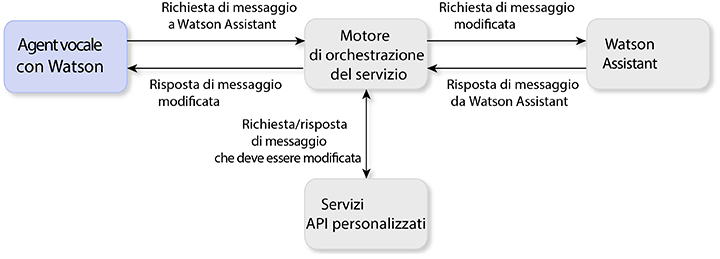 Richiesta di messaggio
a Watson Assistant
Richiesta di messaggio
modificata
Agent vocale
con Watson
Motore
di orchestrazione
del servizio
Watson
Assistant
Risposta di messaggio
modificata
Risposta di messaggio
da Watson Assistant
Richiesta/risposta
di messaggio
che deve essere modificata
Servizi
API personalizzati